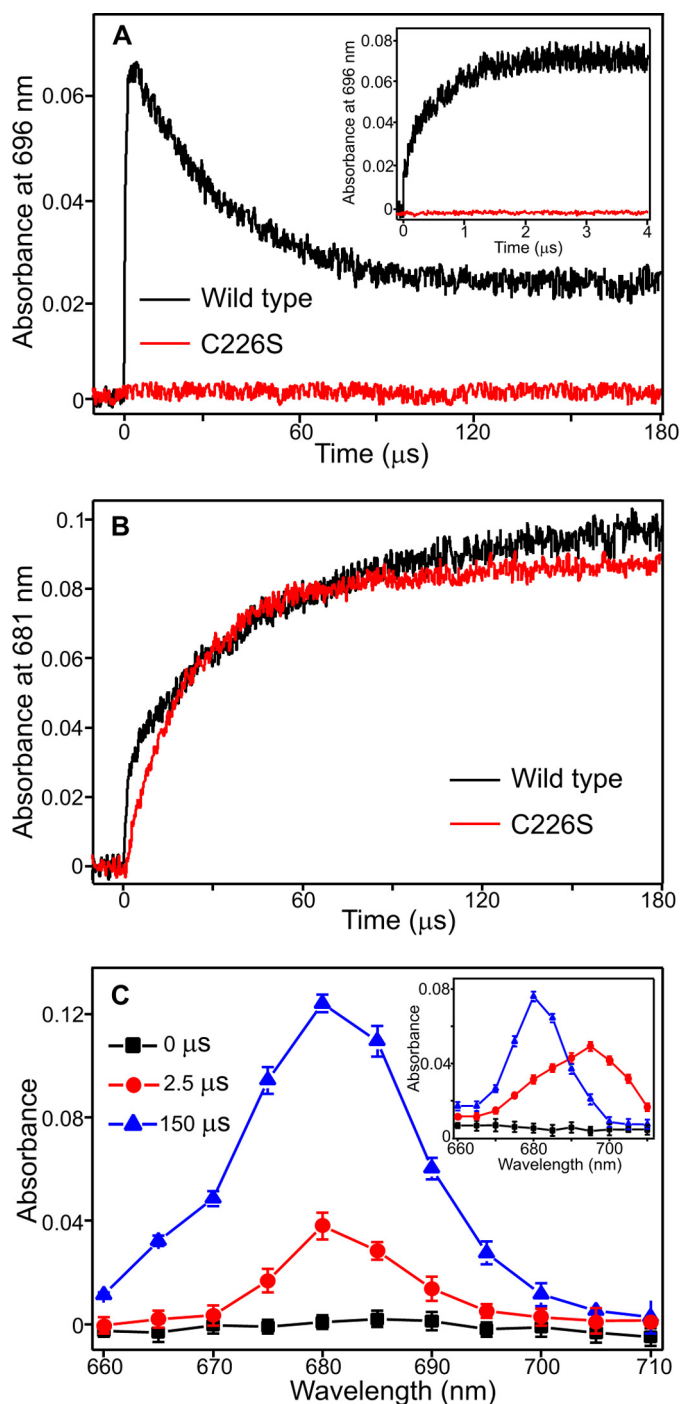 A
Absorbance at 696 nm
0.06
0.04
0.02
0
Wild type
C226S
0 60 120 180
Time (μs)
Absorbance at 696 nm
0.08
0.06
0.04
0.02
0
0 1 2 3 4
Time (μs)
B
Absorbance at 681 nm
0.1
0.08
0.06
0.04
0.02
0
Wild type
C226S
0 60 120 180
Time (μs)
C
Absorbance
0.12
0.08
0.04
0
0 μS
2.5 μS
150 μS
660 670 680 690 700 710
Wavelength (nm)
Absorbance
0.08
0.04
0
660 680 700
Wavelength (nm)